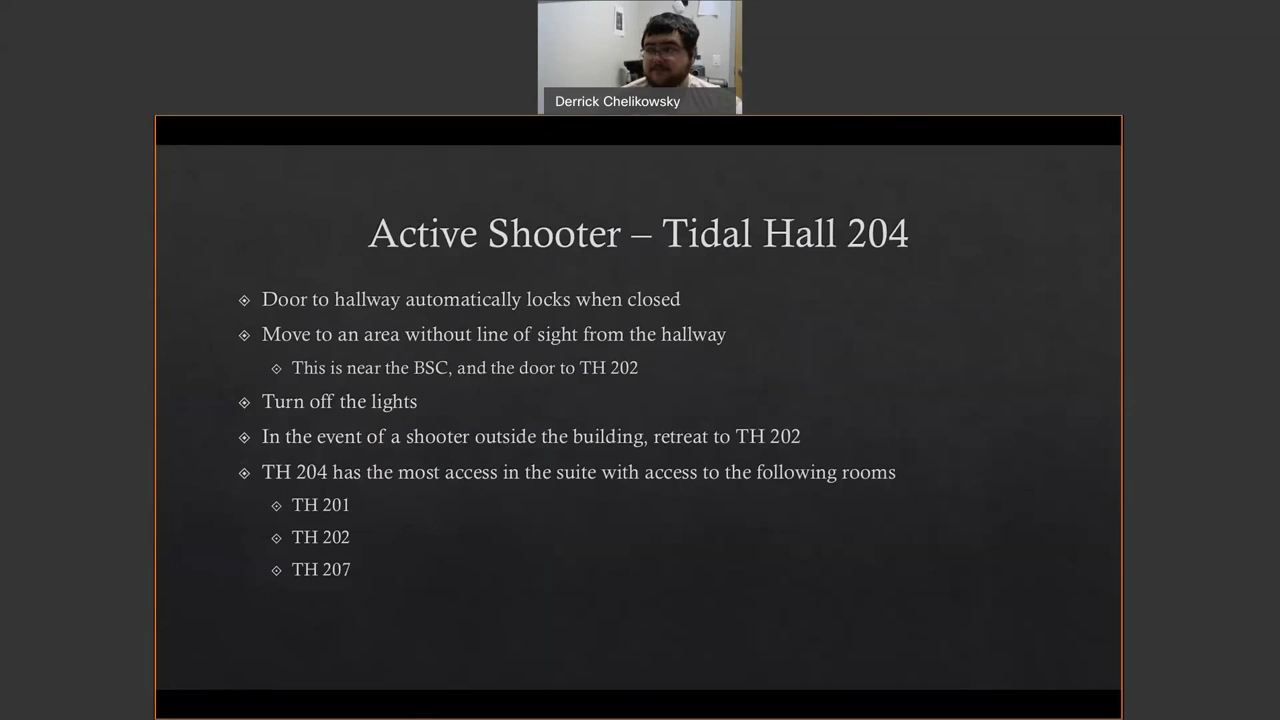 Derrick Chelikowsky
Active Shooter – Tidal Hall 204
Door to hallway automatically locks when closed
Move to an area without line of sight from the hallway
This is near the BSC, and the door to TH 202
Turn off the lights
In the event of a shooter outside the building, retreat to TH 202
TH 204 has the most access in the suite with access to the following rooms
TH 201
TH 202
TH 207